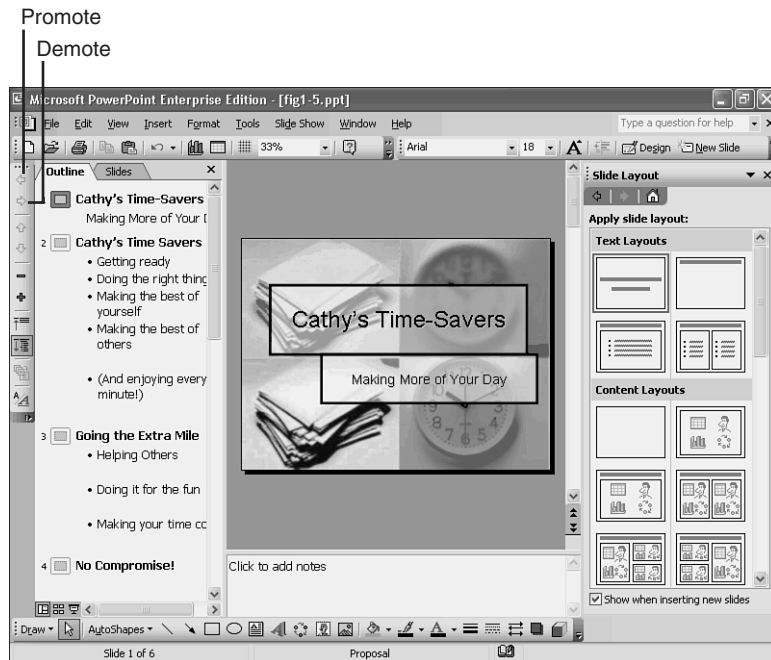 Promote
Demote
Microsoft PowerPoint Enterprise Edition - [fig1-5.ppt]
File Edit View Insert Format Tools Slide Show Window Help Type a question for help
33% Arial 18 Design New Slide
Outline Slides
Cathy's Time-Savers
Making More of Your D
2 Cathy's Time Savers
• Getting ready
• Doing the right thing
• Making the best of
yourself
• Making the best of
others
• (And enjoying every
minute!)
3 Going the Extra Mile
• Helping Others
• Doing it for the fun
• Making your time co
4 No Compromise!
Cathy's Time-Savers
Making More of Your Day
Click to add notes
Slide Layout
Apply slide layout:
Text Layouts
Content Layouts
Show when inserting new slides
Draw AutoShapes
Slide 1 of 6 Proposal